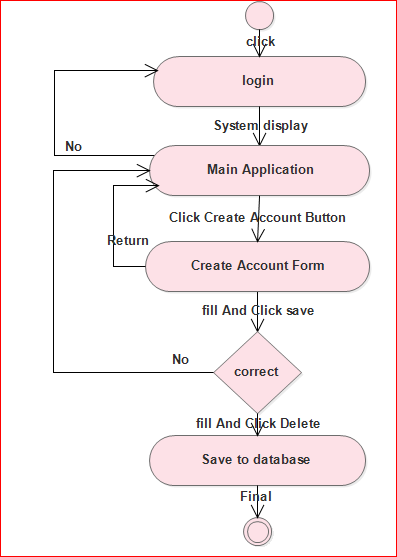 click
login
System display
No
Main Application
Click Create Account Button
Return
Create Account Form
fill And Click save
No
correct
fill And Click Delete
Save to database
Final